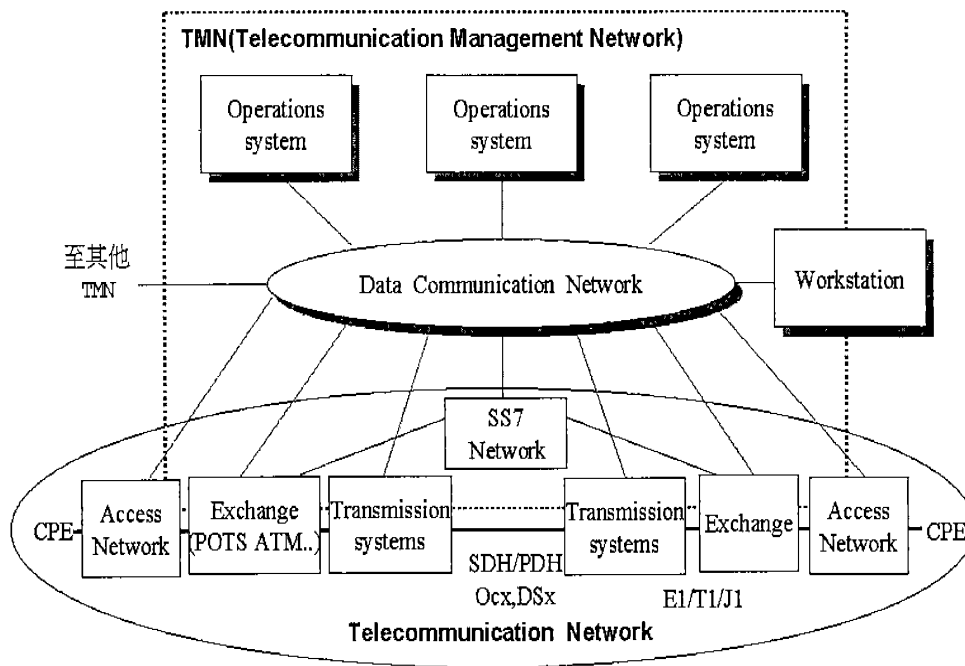 TMN(Telecommunication Management Network)
Operations
system
Operations
system
Operations
system
至其他
TMN
Data Communication Network
Workstation
SS7
Network
CPE
Access
Network
Exchange
(POTS ATM..)
Transmission
systems
Transmission
systems
Exchange
Access
Network
CPE
SDH/PDH
Ocx,DSx
E1/T1/J1
Telecommunication Network